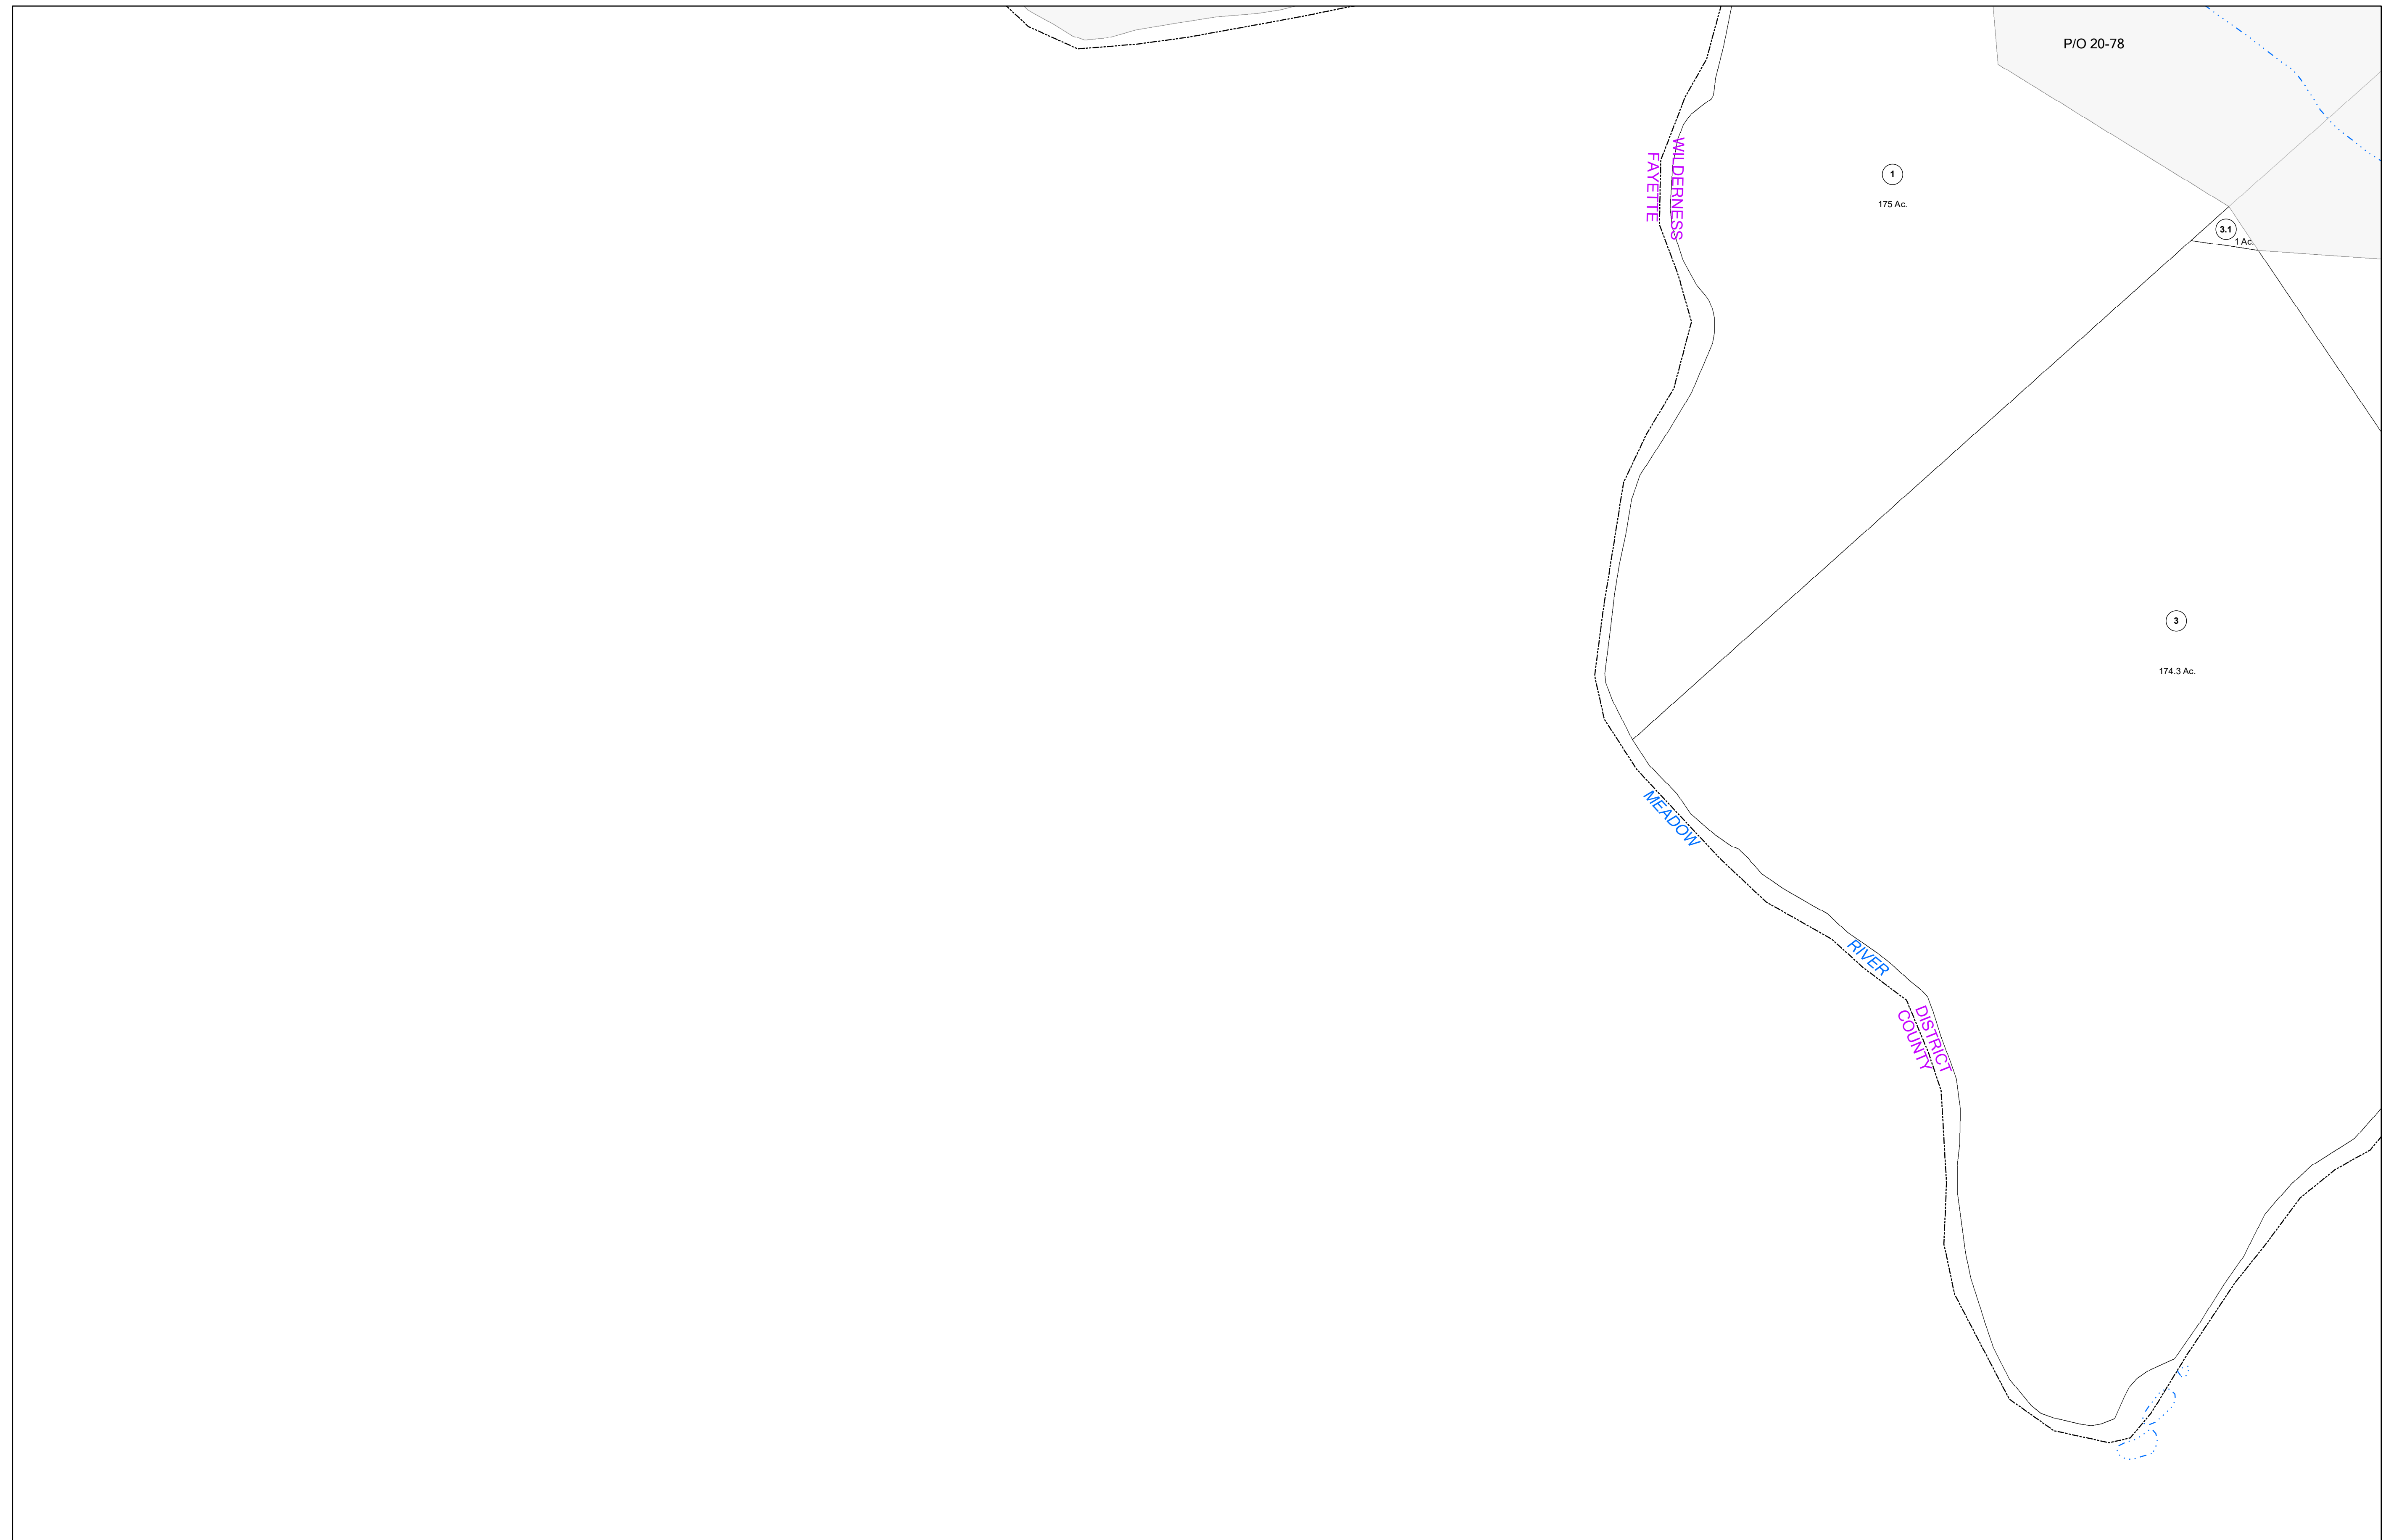 P/O 20-78
WILDERNESS
FAYETTE
1
175 Ac.
3.1
1 Ac.
3
174.3 Ac.
MEADOW
RIVER
DISTRICT
COUNTY